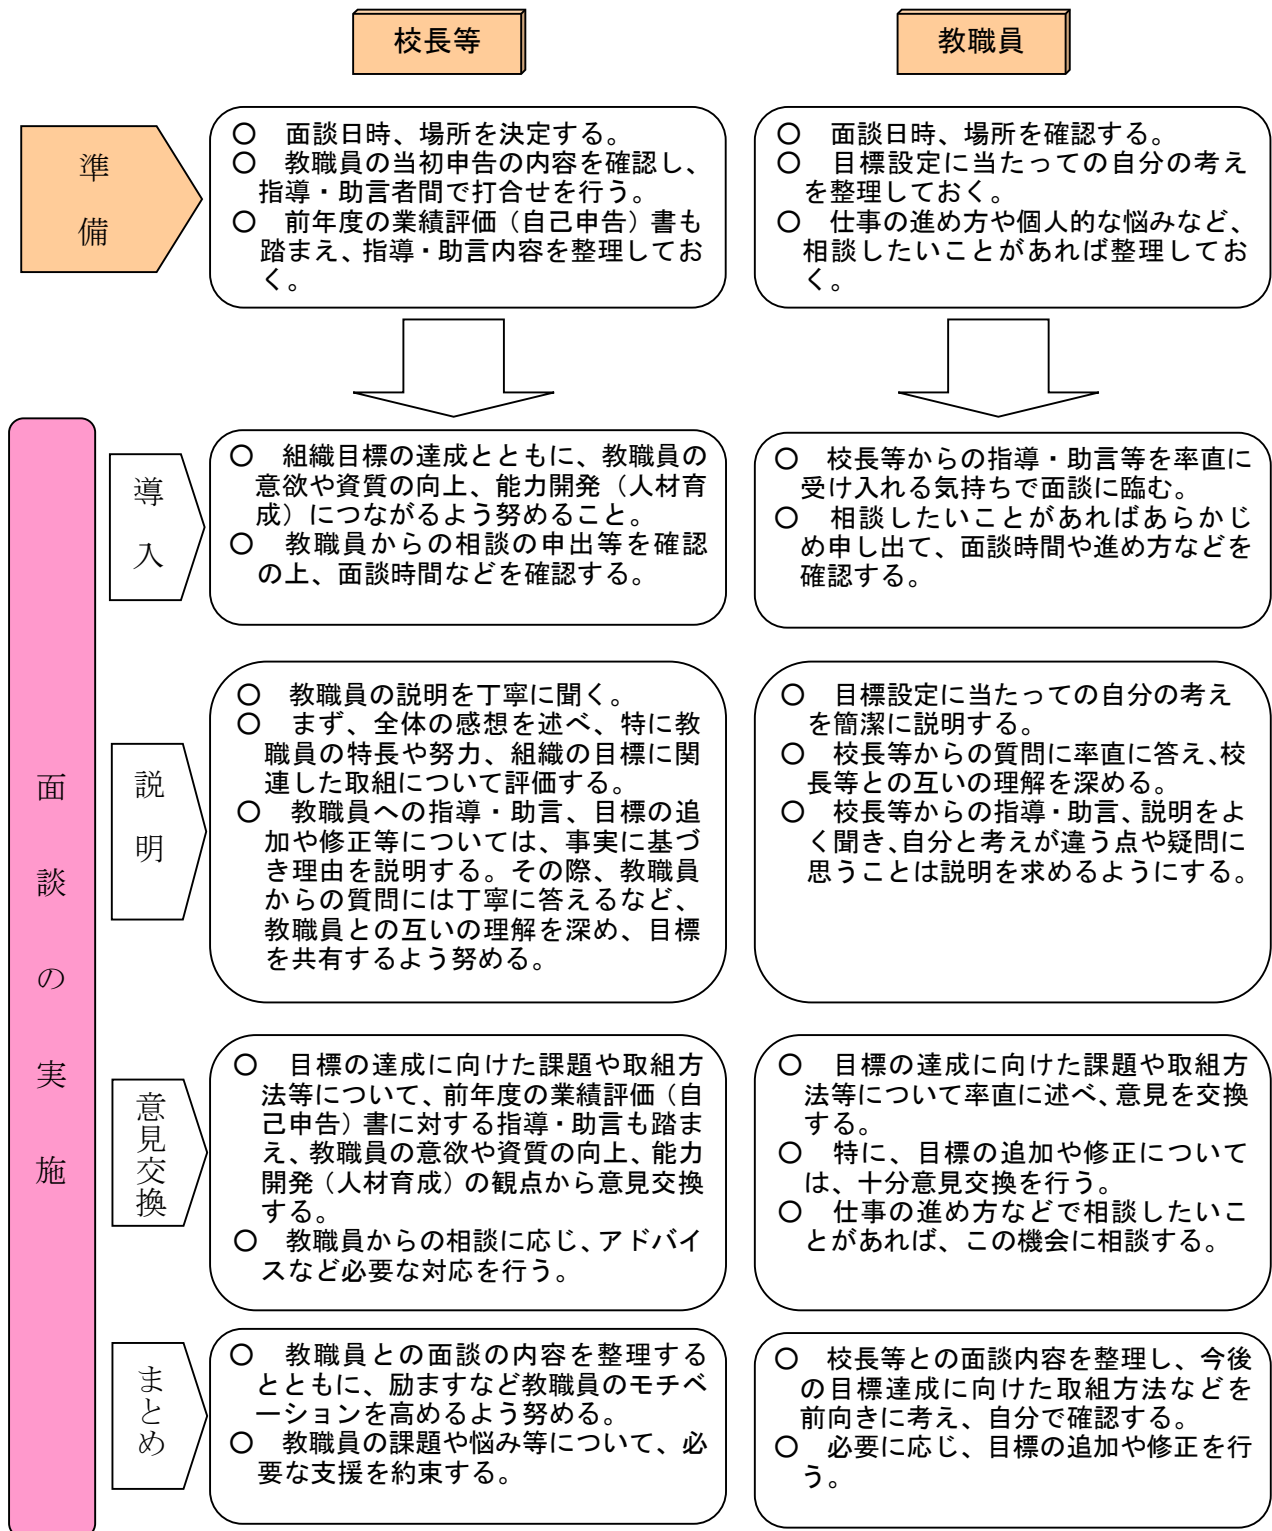 校長等
教職員
準
備
○　面談日時、場所を決定する。
○　教職員の当初申告の内容を確認し、
指導・助言者間で打合せを行う。
○　前年度の業績評価（自己申告）書も
踏まえ、指導・助言内容を整理してお
く。
○　面談日時、場所を確認する。
○　目標設定に当たっての自分の考え
を整理しておく。
○　仕事の進め方や個人的な悩みなど、
相談したいことがあれば整理してお
く。
面
談
の
実
施
導
入
○　組織目標の達成とともに、教職員の
意欲や資質の向上、能力開発（人材育
成）につながるよう努めること。
○　教職員からの相談の申出等を確認
の上、面談時間などを確認する。
○　校長等からの指導・助言等を率直に
受け入れる気持ちで面談に臨む。
○　相談したいことがあればあらかじ
め申し出て、面談時間や進め方などを
確認する。
説
明
○　教職員の説明を丁寧に聞く。
○　まず、全体の感想を述べ、特に教
職員の特長や努力、組織の目標に関
連した取組について評価する。
○　教職員への指導・助言、目標の追
加や修正等については、事実に基づ
き理由を説明する。その際、教職員
からの質問には丁寧に答えるなど、
教職員との互いの理解を深め、目標
を共有するよう努める。
○　目標設定に当たっての自分の考え
を簡潔に説明する。
○　校長等からの質問に率直に答え、校
長等との互いの理解を深める。
○　校長等からの指導・助言、説明をよ
く聞き、自分と考えが違う点や疑問に
思うことは説明を求めるようにする。
意見交換
○　目標の達成に向けた課題や取組方
法等について、前年度の業績評価（自
己申告）書に対する指導・助言も踏ま
え、教職員の意欲や資質の向上、能力
開発（人材育成）の観点から意見交換
する。
○　教職員からの相談に応じ、アドバイ
スなど必要な対応を行う。
○　目標の達成に向けた課題や取組方
法等について率直に述べ、意見を交換
する。
○　特に、目標の追加や修正について
は、十分意見交換を行う。
○　仕事の進め方などで相談したいこ
とがあれば、この機会に相談する。
まとめ
○　教職員との面談の内容を整理する
とともに、励ますなど教職員のモチベ
ーションを高めるよう努める。
○　教職員の課題や悩み等について、必
要な支援を約束する。
○　校長等との面談内容を整理し、今後
の目標達成に向けた取組方法などを
前向きに考え、自分で確認する。
○　必要に応じ、目標の追加や修正を行
う。